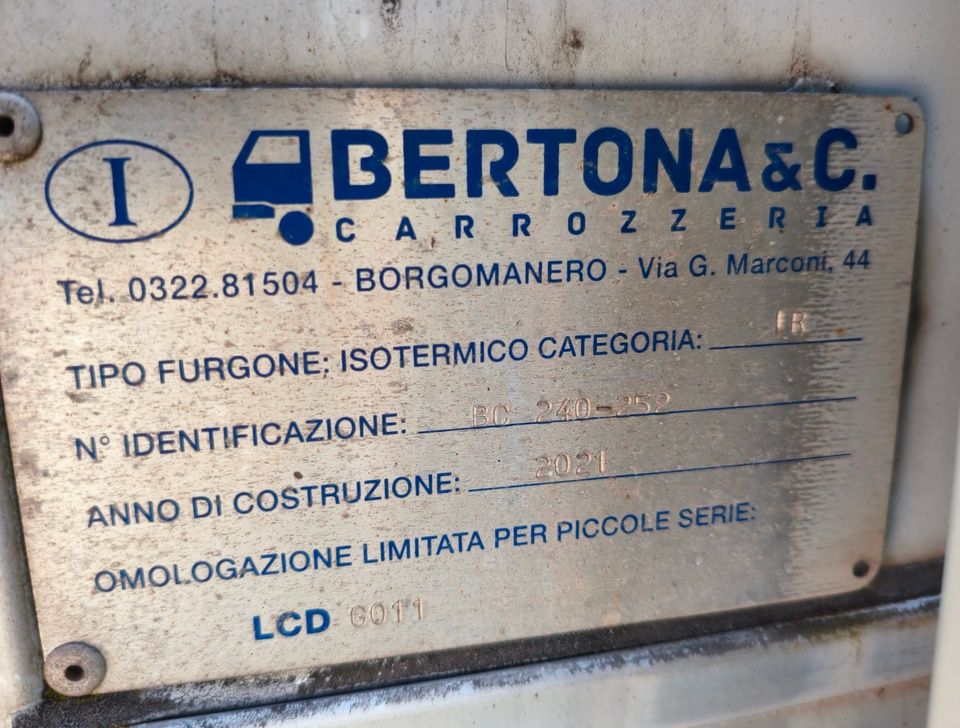 I
BERTONA & C.
CARROZZERIA
Tel. 0322.81504 - BORGOMANERO - Via G. Marconi, 44
TIPO FURGONE: ISOTERMICO CATEGORIA: IR
N° IDENTIFICAZIONE: BC 240-252
ANNO DI COSTRUZIONE: 2021
OMOLOGAZIONE LIMITATA PER PICCOLE SERIE:
LCD G011